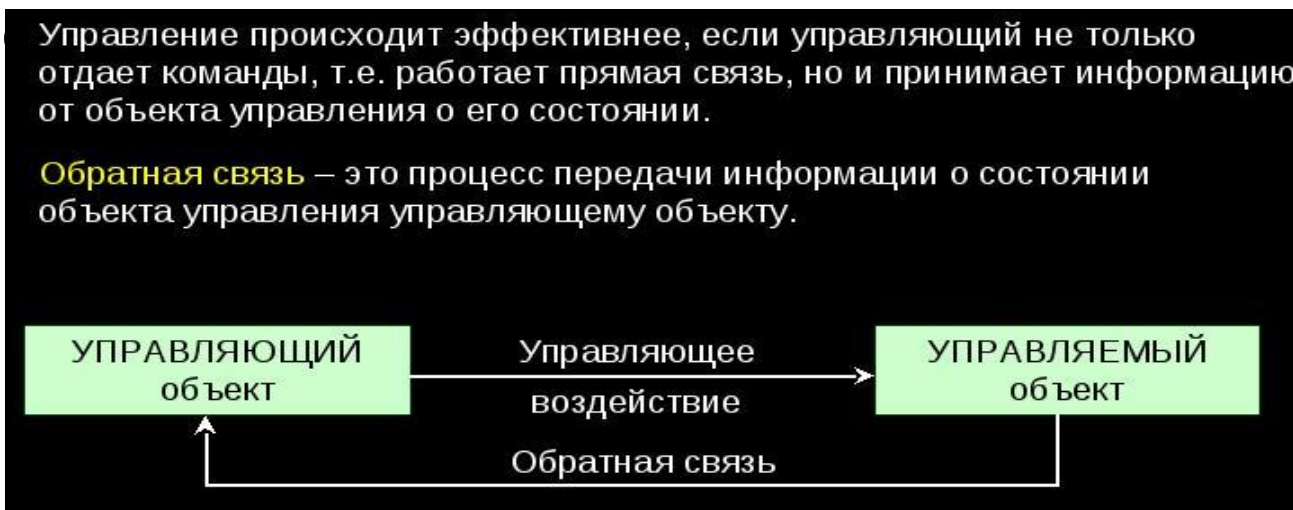 Управление происходит эффективнее, если управляющий не только
отдает команды, т.е. работает прямая связь, но и принимает информацию
от объекта управления о его состоянии.
Обратная связь – это процесс передачи информации о состоянии
объекта управления управляющему объекту.
УПРАВЛЯЮЩИЙ
объект
Управляющее
воздействие
УПРАВЛЯЕМЫЙ
объект
Обратная связь